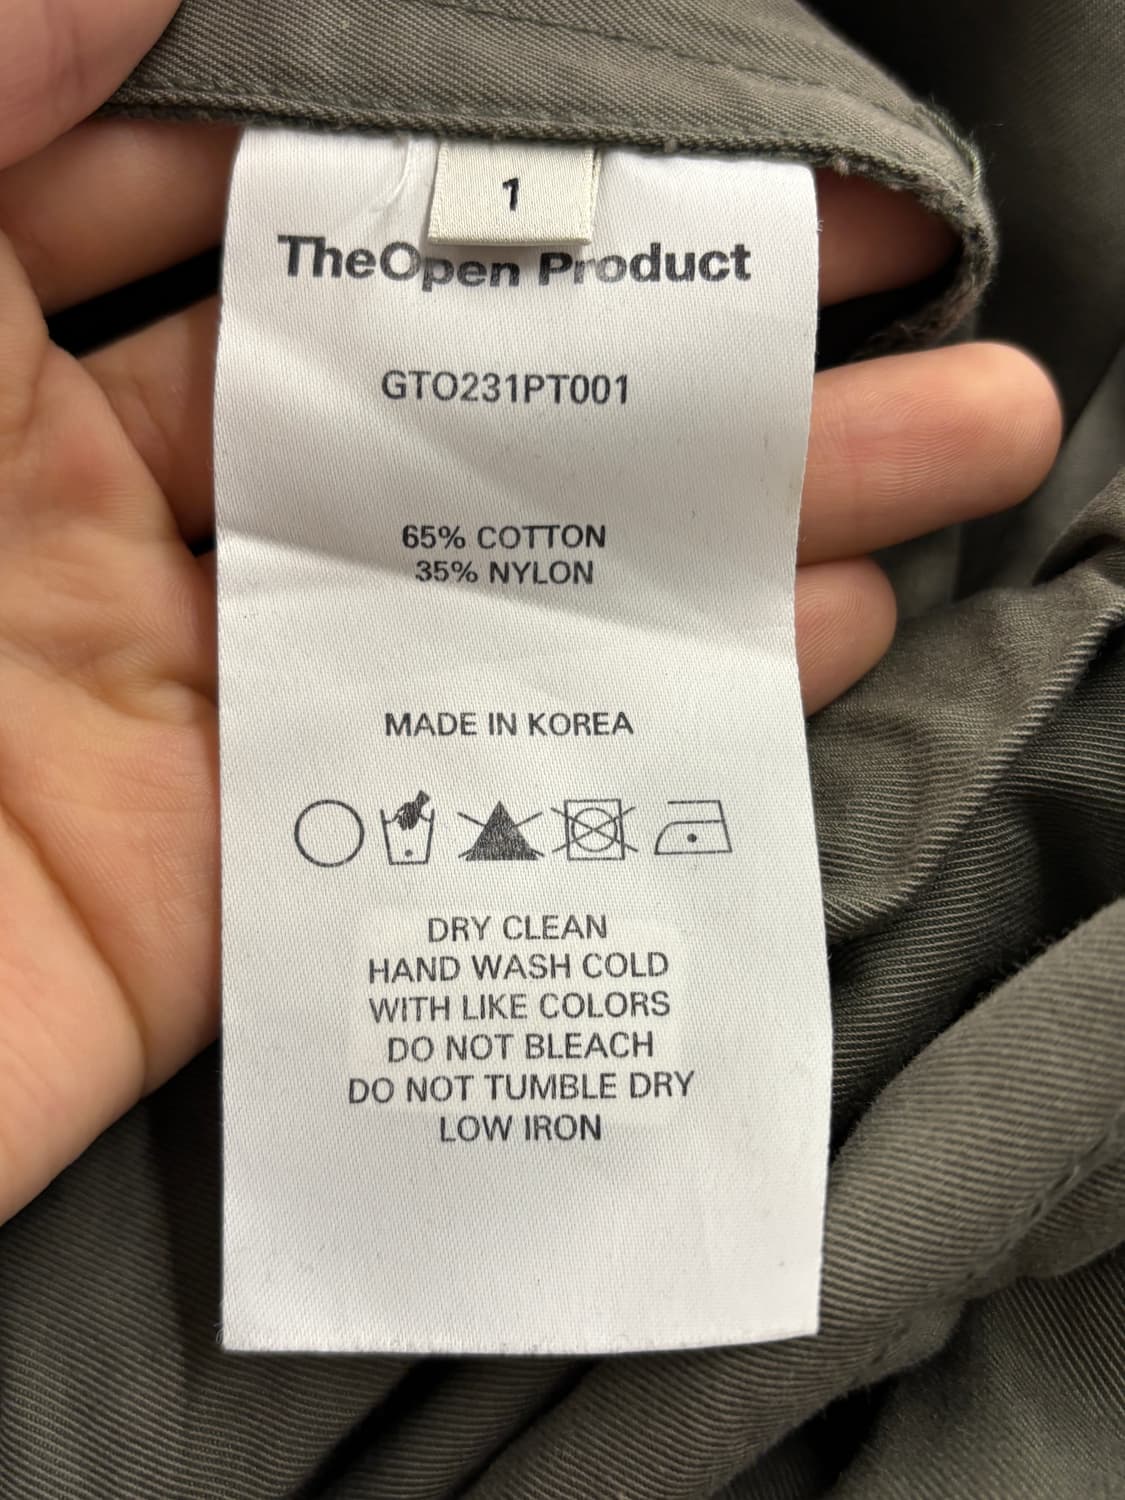 1
TheOpen Product
GTO231PT001
65% COTTON
35% NYLON
MADE IN KOREA
DRY CLEAN
HAND WASH COLD
WITH LIKE COLORS
DO NOT BLEACH
DO NOT TUMBLE DRY
LOW IRON